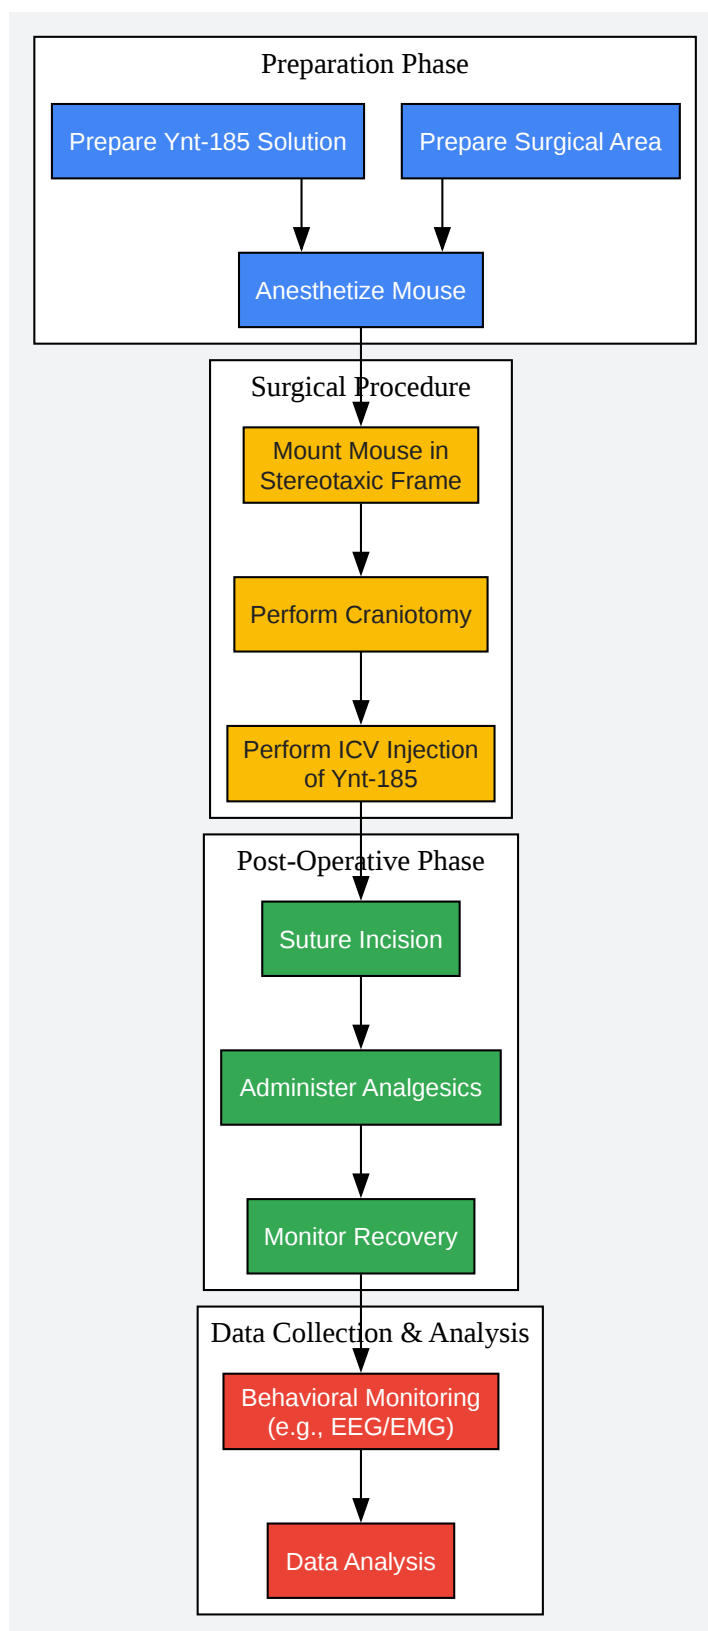 Preparation Phase
Prepare Ynt-185 Solution
Prepare Surgical Area
Anesthetize Mouse
Surgical Procedure
Mount Mouse in
Stereotaxic Frame
Perform Craniotomy
Perform ICV Injection
of Ynt-185
Post-Operative Phase
Suture Incision
Administer Analgesics
Monitor Recovery
Data Collection & Analysis
Behavioral Monitoring
(e.g., EEG/EMG)
Data Analysis